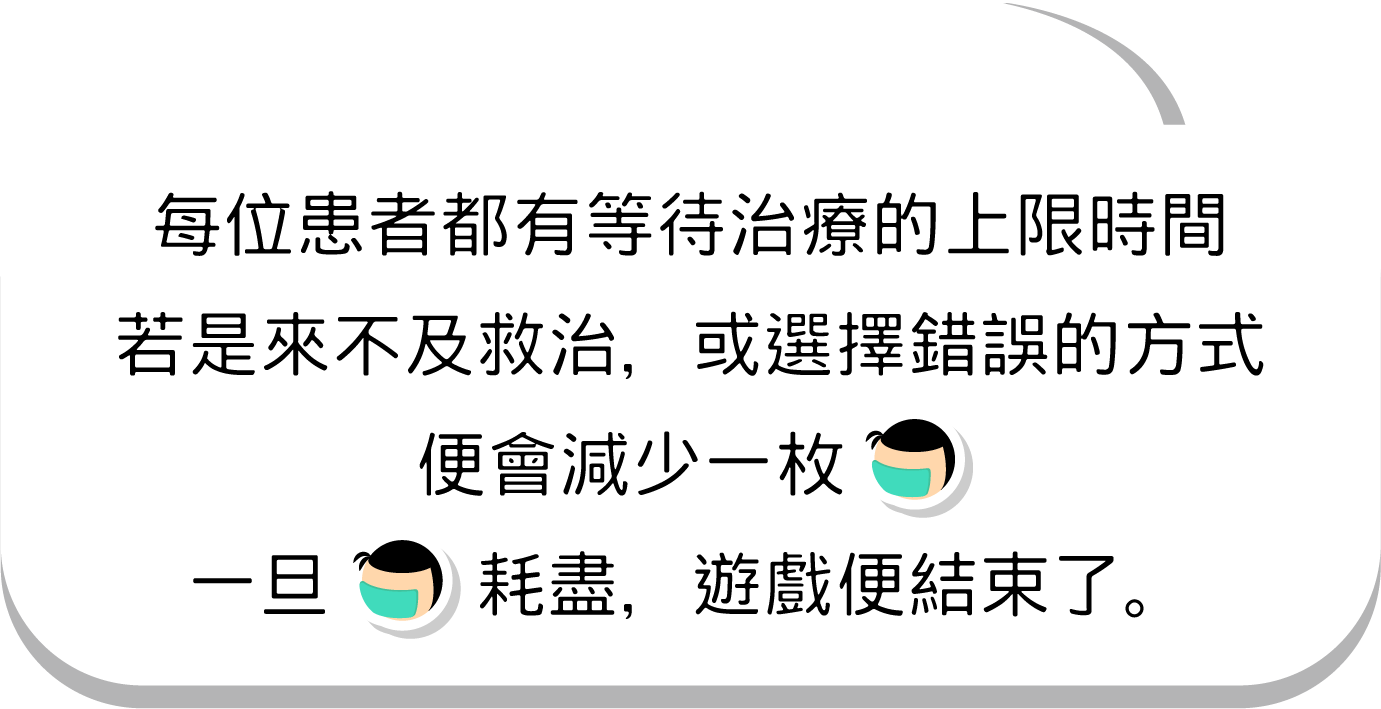 每位患者都有等待治療的上限時間
若是來不及救治，或選擇錯誤的方式
便會減少一枚
一旦 耗盡，遊戲便結束了。